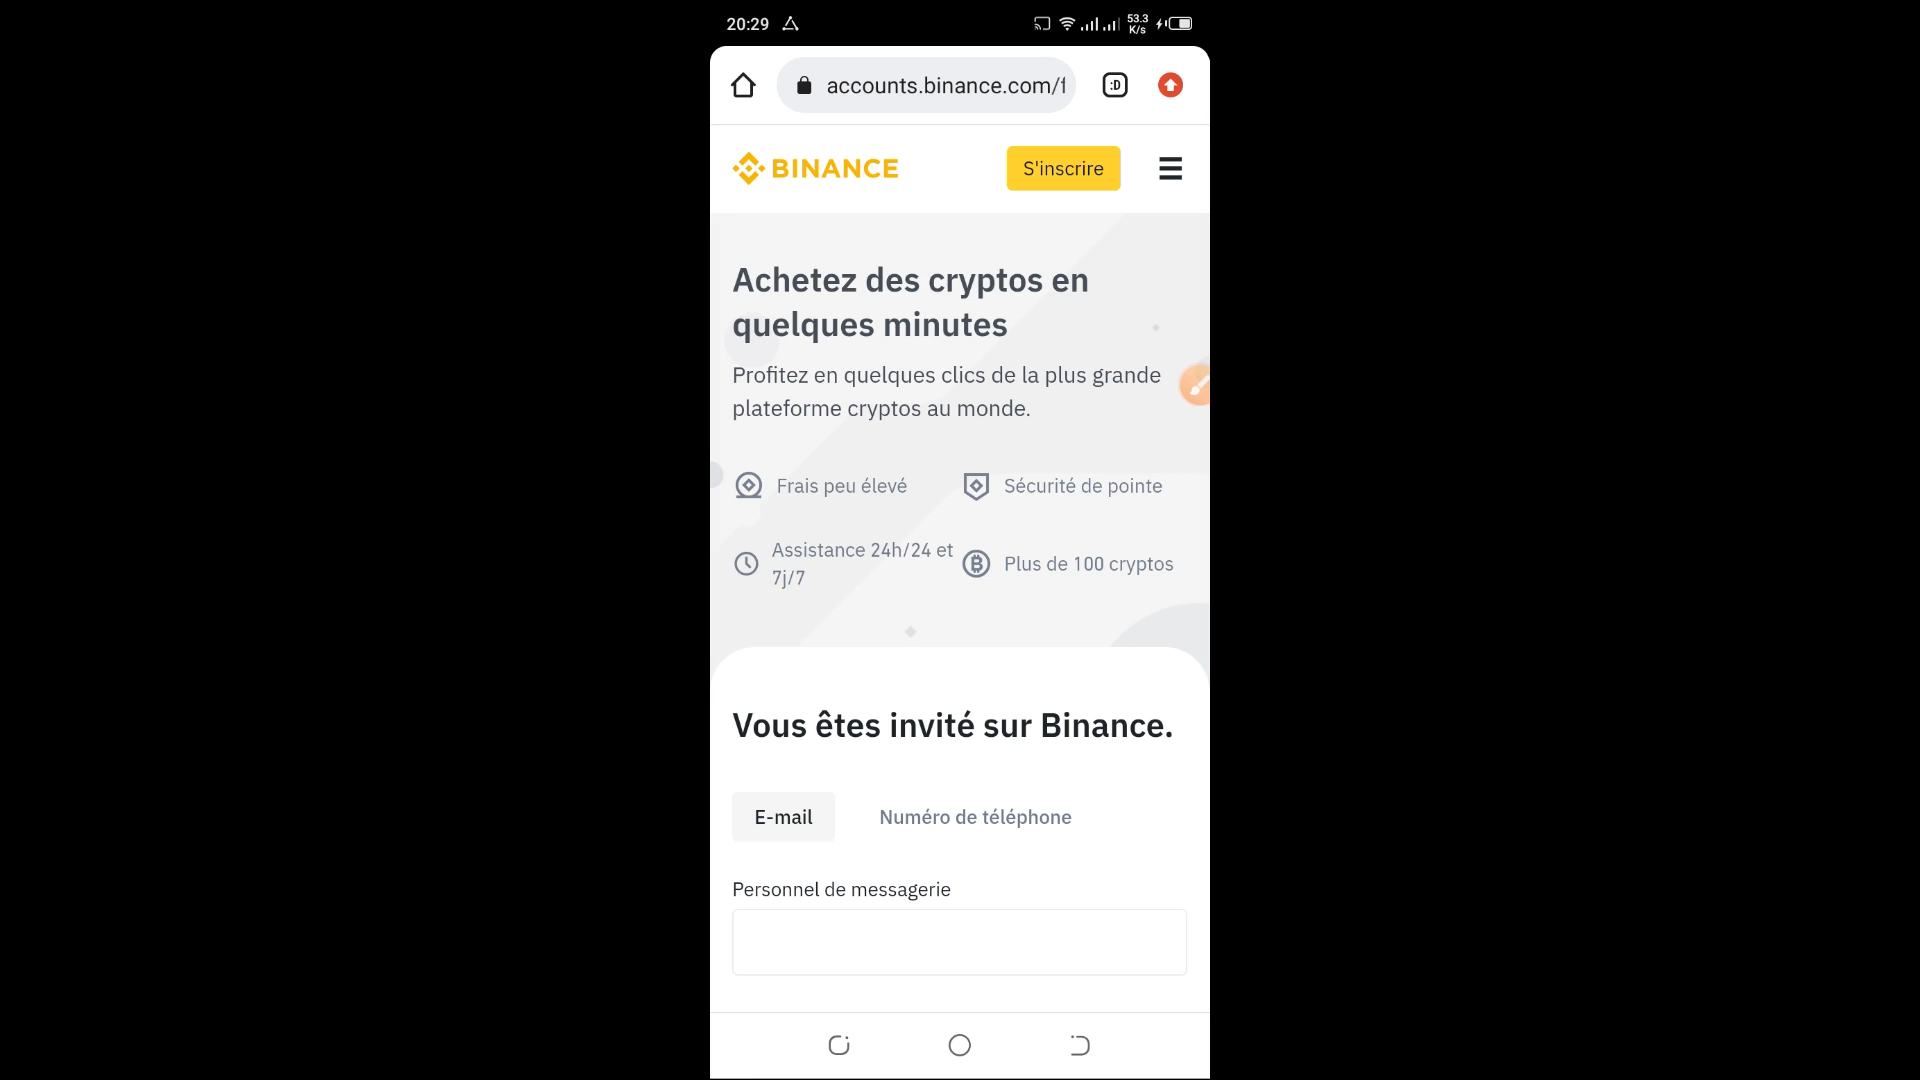 20:29
53.3
K/s
accounts.binance.com/f
:D
BINANCE
S'inscrire
Achetez des cryptos en
quelques minutes
Profitez en quelques clics de la plus grande
plateforme cryptos au monde.
Frais peu élevé
Sécurité de pointe
Assistance 24h/24 et
7j/7
Plus de 100 cryptos
Vous êtes invité sur Binance.
E-mail
Numéro de téléphone
Personnel de messagerie